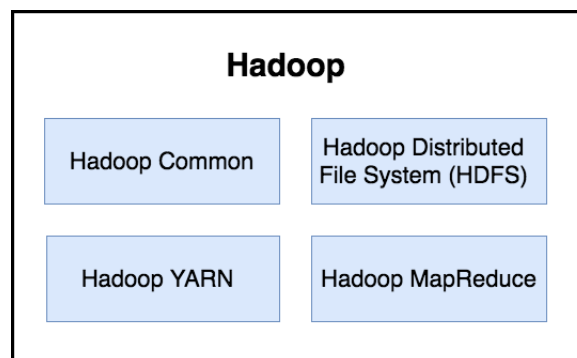 Hadoop
Hadoop Common
Hadoop Distributed
File System (HDFS)
Hadoop YARN
Hadoop MapReduce